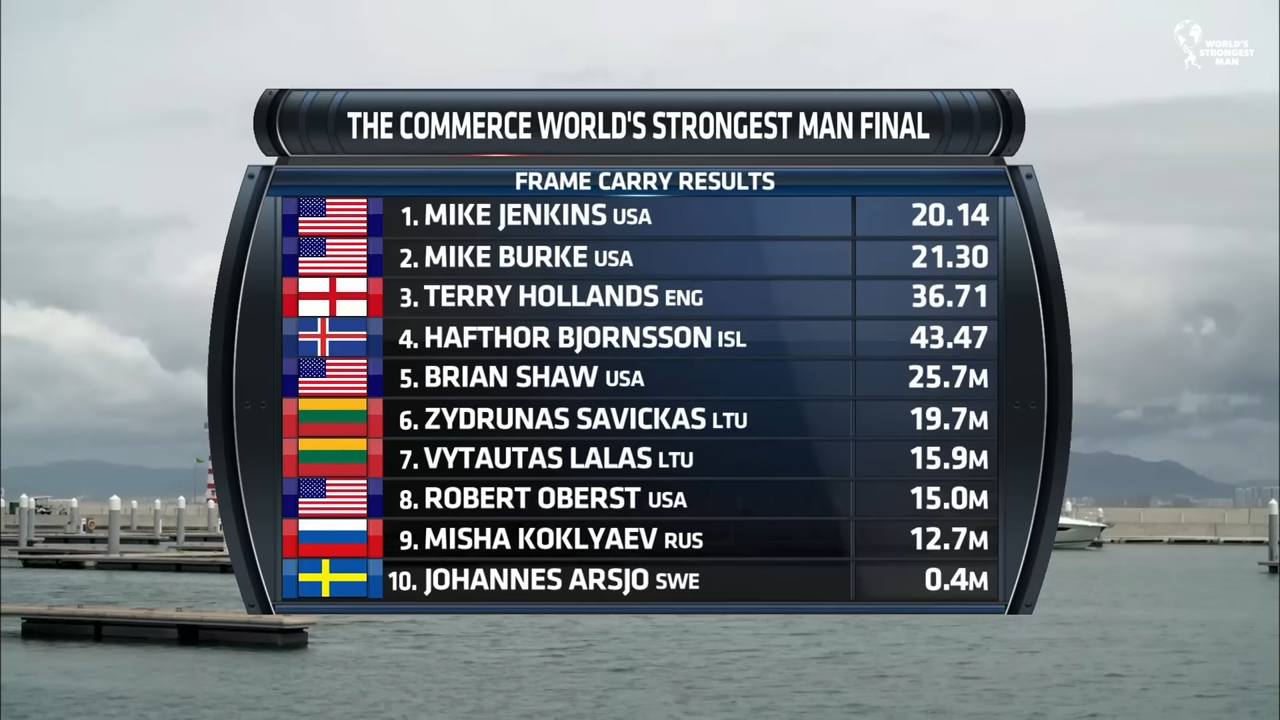 WORLD'S
STRONGEST
MAN
THE COMMERCE WORLD'S STRONGEST MAN FINAL
FRAME CARRY RESULTS
1. MIKE JENKINS USA 20.14
2. MIKE BURKE USA 21.30
3. TERRY HOLLANDS ENG 36.71
4. HAFTHOR BJORNSSON ISL 43.47
5. BRIAN SHAW USA 25.7M
6. ZYDRUNAS SAVICKAS LTU 19.7M
7. VYTAUTAS LALAS LTU 15.9M
8. ROBERT OBERST USA 15.0M
9. MISHA KOKLYAEV RUS 12.7M
10. JOHANNES ARSJO SWE 0.4M